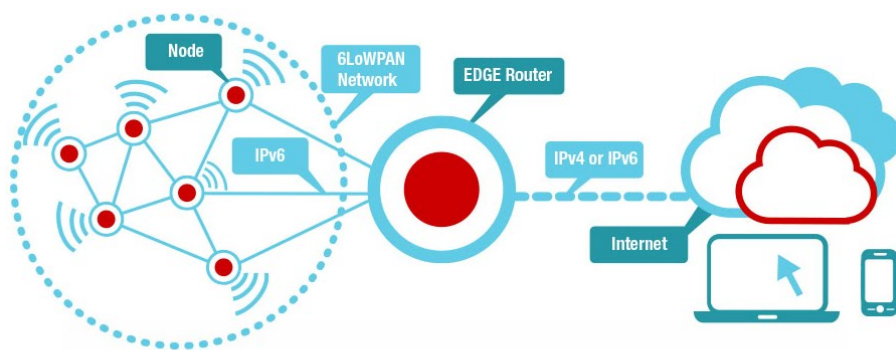 Node
6LoWPAN
Network
EDGE Router
IPv6
IPv4 or IPv6
Internet